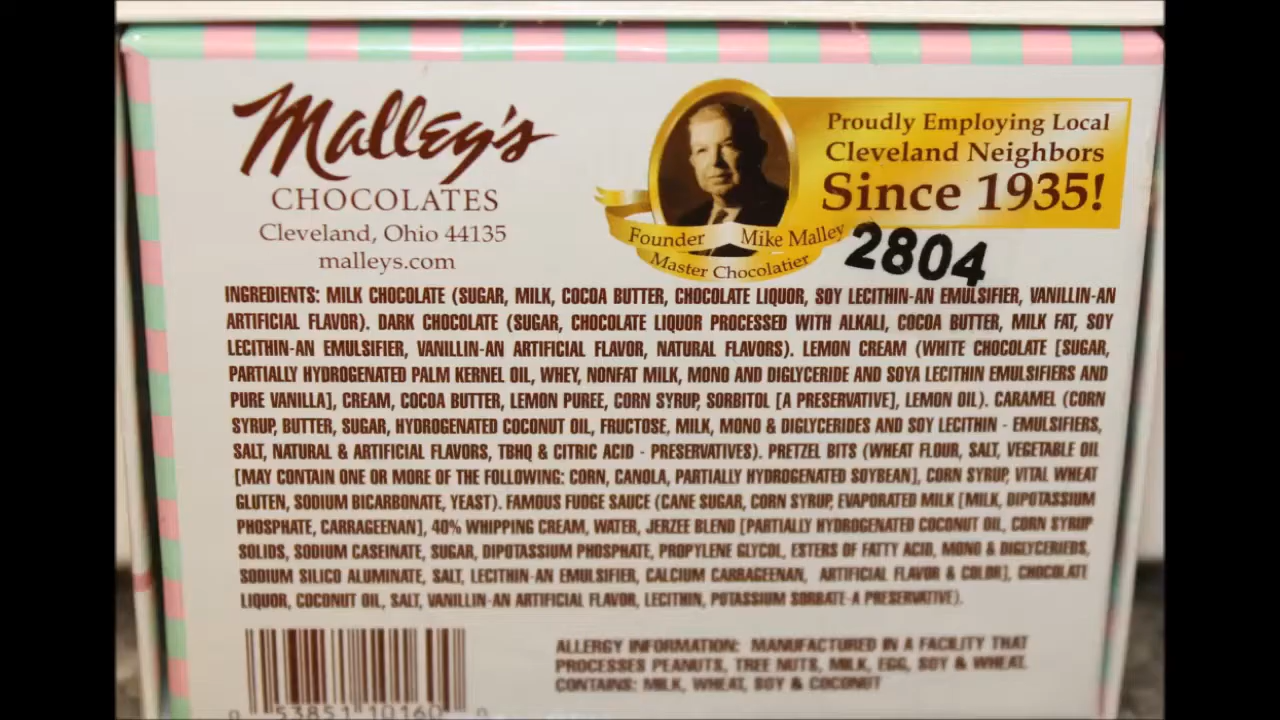 Malley's
CHOCOLATES
Cleveland, Ohio 44135
malleys.com
Proudly Employing Local
Cleveland Neighbors
Since 1935!
Founder Mike Malley
Master Chocolatier
2804
INGREDIENTS: MILK CHOCOLATE (SUGAR, MILK, COCOA BUTTER, CHOCOLATE LIQUOR, SOY LECITHIN-AN EMULSIFIER, VANILLIN-AN
ARTIFICIAL FLAVOR). DARK CHOCOLATE (SUGAR, CHOCOLATE LIQUOR PROCESSED WITH ALKALI, COCOA BUTTER, MILK FAT, SOY
LECITHIN-AN EMULSIFIER, VANILLIN-AN ARTIFICIAL FLAVOR, NATURAL FLAVORS). LEMON CREAM (WHITE CHOCOLATE [SUGAR,
PARTIALLY HYDROGENATED PALM KERNEL OIL, WHEY, NONFAT MILK, MONO AND DIGLYCERIDE AND SOYA LECITHIN EMULSIFIERS AND
PURE VANILLA], CREAM, COCOA BUTTER, LEMON PUREE, CORN SYRUP, SORBITOL [A PRESERVATIVE], LEMON OIL). CARAMEL (CORN
SYRUP, BUTTER, SUGAR, HYDROGENATED COCONUT OIL, FRUCTOSE, MILK, MONO & DIGLYCERIDES AND SOY LECITHIN - EMULSIFIERS,
SALT, NATURAL & ARTIFICIAL FLAVORS, TBHQ & CITRIC ACID - PRESERVATIVES). PRETZEL BITS (WHEAT FLOUR, SALT, VEGETABLE OIL
[MAY CONTAIN ONE OR MORE OF THE FOLLOWING: CORN, CANOLA, PARTIALLY HYDROGENATED SOYBEAN], CORN SYRUP, VITAL WHEAT
GLUTEN, SODIUM BICARBONATE, YEAST). FAMOUS FUDGE SAUCE (CANE SUGAR, CORN SYRUP, EVAPORATED MILK [MILK, DIPOTASSIUM
PHOSPHATE, CARRAGEENAN], 40% WHIPPING CREAM, WATER, JERZEE BLEND [PARTIALLY HYDROGENATED COCONUT OIL, CORN SYRUP
SOLIDS, SODIUM CASEINATE, SUGAR, DIPOTASSIUM PHOSPHATE, PROPYLENE GLYCOL, ESTERS OF FATTY ACID, MONO & DIGLYCERIEDS,
SODIUM SILICO ALUMINATE, SALT, LECITHIN-AN EMULSIFIER, CALCIUM CARRAGEENAN, ARTIFICIAL FLAVOR & COLOR], CHOCOLATE
LIQUOR, COCONUT OIL, SALT, VANILLIN-AN ARTIFICIAL FLAVOR, LECITHIN, POTASSIUM SORBATE-A PRESERVATIVE).
ALLERGY INFORMATION: MANUFACTURED IN A FACILITY THAT
PROCESSES PEANUTS, TREE NUTS, MILK, EGG, SOY & WHEAT.
CONTAINS: MILK, WHEAT, SOY & COCONUT
0 53851 10160 0